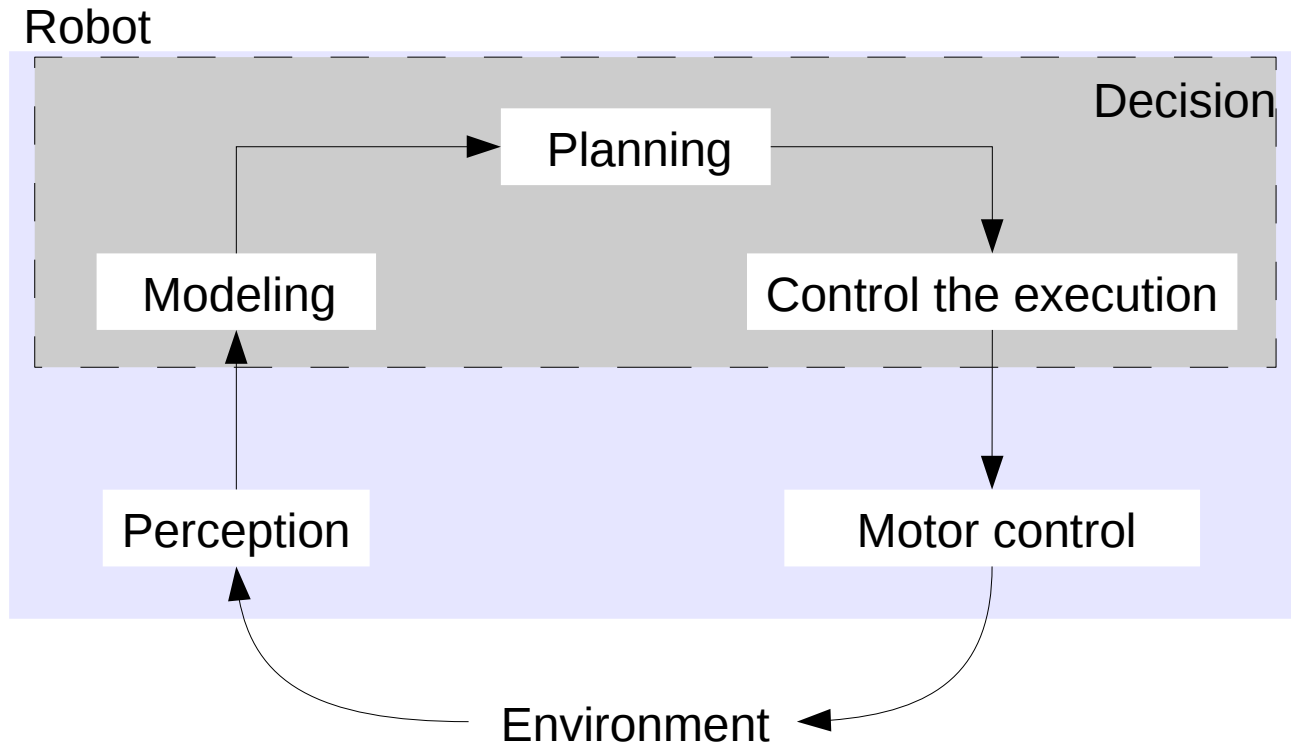 Robot
Decision
Planning
Modeling
Control the execution
Perception
Motor control
Environment